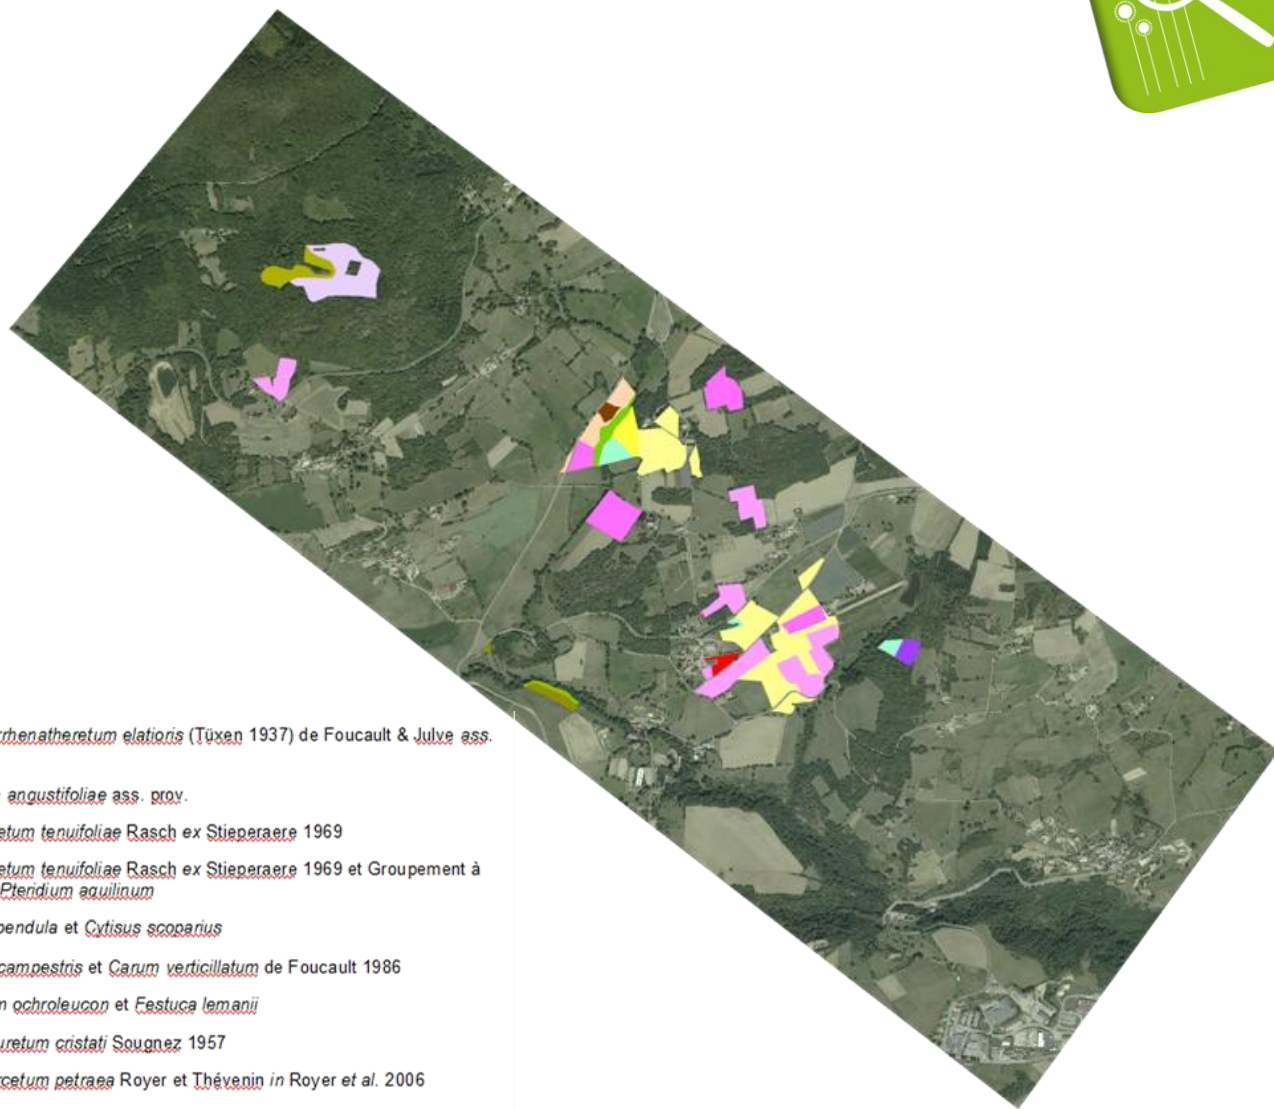 rrhenatheretum elatioris (Tüxen 1937) de Foucault & Julve ass.
angustifoliae ass. prov.
etum tenuifoliae Rasch ex Stieperaere 1969
etum tenuifoliae Rasch ex Stieperaere 1969 et Groupement à
Pteridium aquilinum
pendula et Cytisus scoparius
campestris et Carum verticillatum de Foucault 1986
n ochroleucon et Festuca lemanii
uretum cristati Sougnez 1957
rcetum petraea Royer et Thévenin in Royer et al. 2006